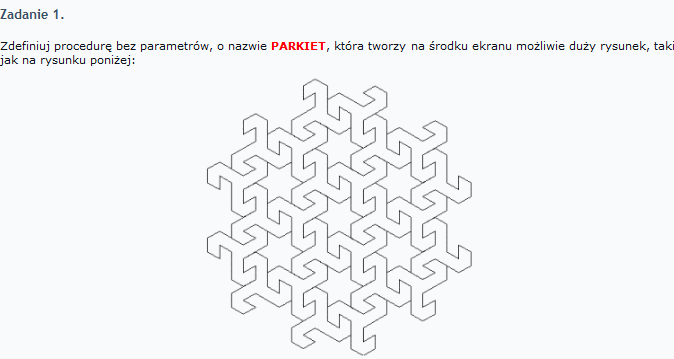 Zadanie 1.
Zdefiniuj procedurę bez parametrów, o nazwie PARKIET, która tworzy na środku ekranu możliwie duży rysunek, taki
jak na rysunku poniżej: